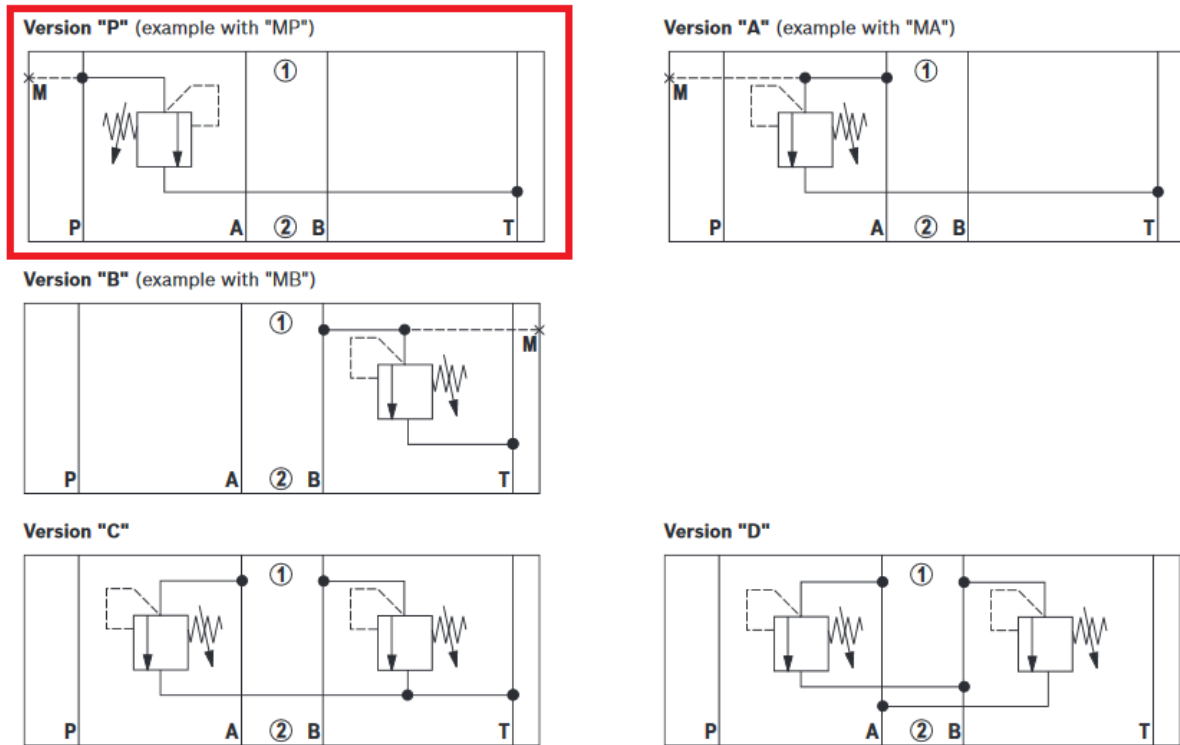 Version "P" (example with "MP")
①
M
P A ② B T
Version "A" (example with "MA")
①
M
P A ② B T
Version "B" (example with "MB")
①
M
P A ② B T
Version "C"
①
P A ② B T
Version "D"
①
P A ② B T